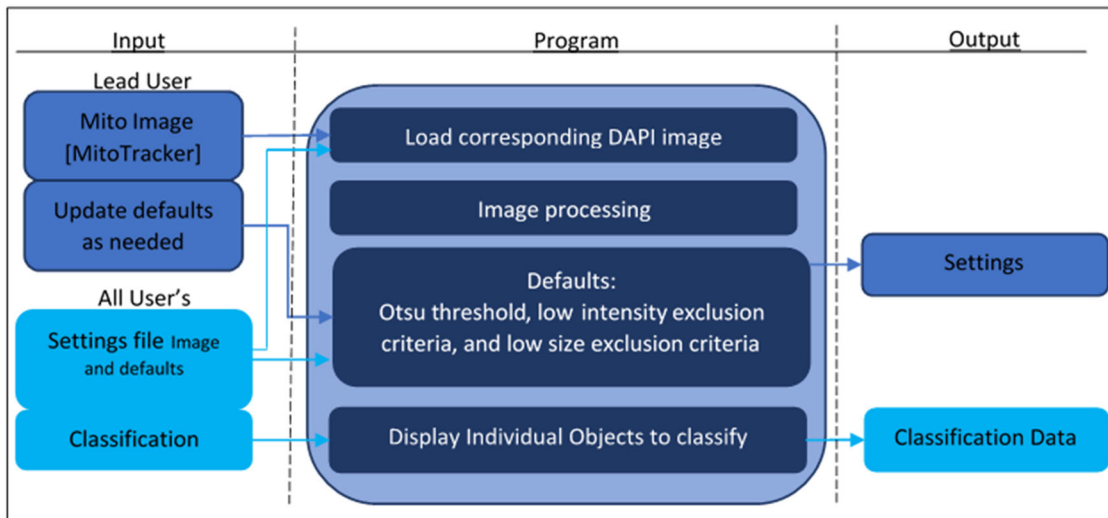 Input
Program
Output
Lead User
Mito Image
[MitoTracker]
Update defaults
as needed
All User's
Settings file Image
and defaults
Classification
Load corresponding DAPI image
Image processing
Defaults:
Otsu threshold, low intensity exclusion
criteria, and low size exclusion criteria
Display Individual Objects to classify
Settings
Classification Data